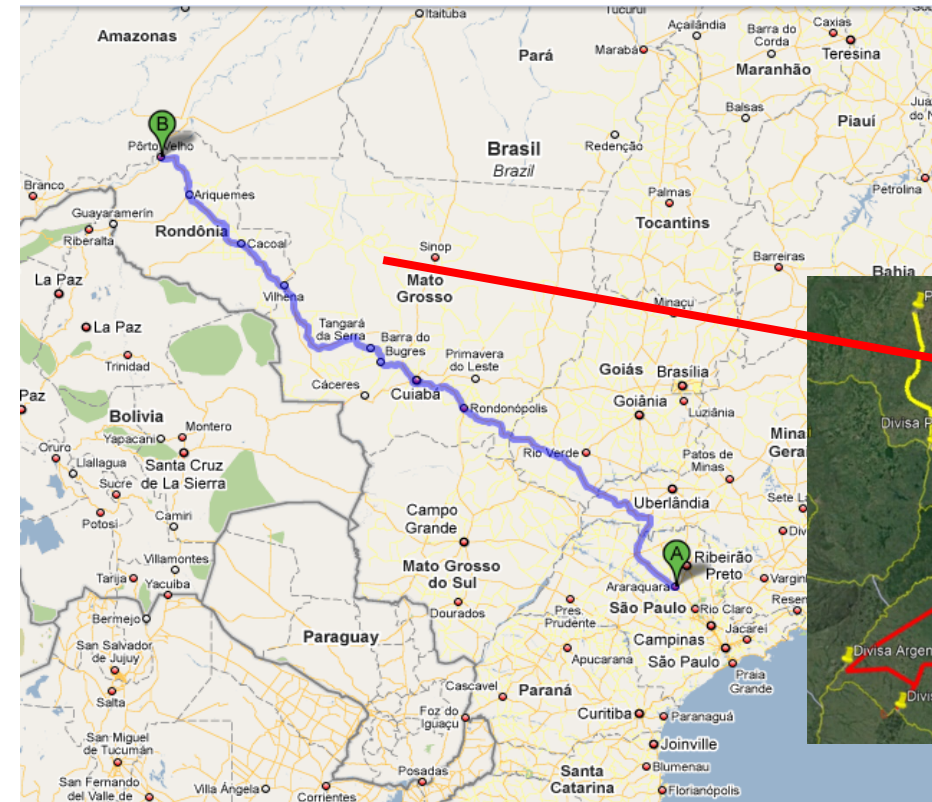 Itaituba
Tucuruí
Açailândia
Caxias
Barra do
Corda
Teresina
Marabá
Maranhão
Amazonas
Pará
Balsas
Piauí
B
Pôrto Velho
Brasil
Brazil
Redenção
Branco
Ariquemes
Palmas
Petrolina
Guayaramerín
Riberalta
Rondônia
Cacoal
Tocantins
Sinop
Barreiras
Bahia
La Paz
Vilhena
Mato
Grosso
Minaçu
La Paz
Tangará
da Serra
Barra do
Bugres
Primavera
do Leste
Trinidad
Goiás
Brasília
Paz
Cáceres
Cuiabá
Goiânia
Luziânia
Bolivia
Montero
Rondonópolis
Divisa
Yapacani
Oruro
Llallagua
Santa Cruz
de La Sierra
Rio Verde
Patos de
Minas
Sucre
Uberlândia
Sete
Potosí
Camiri
Campo
Grande
Villamontes
A
Ribeirão
Preto
Tarija
Yacuiba
Mato Grosso
do Sul
Araraquara
Bermejo
Dourados
Pres.
Prudente
São Paulo
Rio Claro
San Salvador
de Jujuy
Paraguay
Campinas
Jacarei
Divisa
Apucarana
São Paulo
Salta
Cascavel
Paraná
Praia
Grande
Foz do
Iguaçu
Curitiba
Paranaguá
San Miguel
de Tucumán
Joinville
Posadas
Blumenau
San Fernando
del Valle de
Villa Ángela
Corrientes
Santa
Catarina
Florianópolis